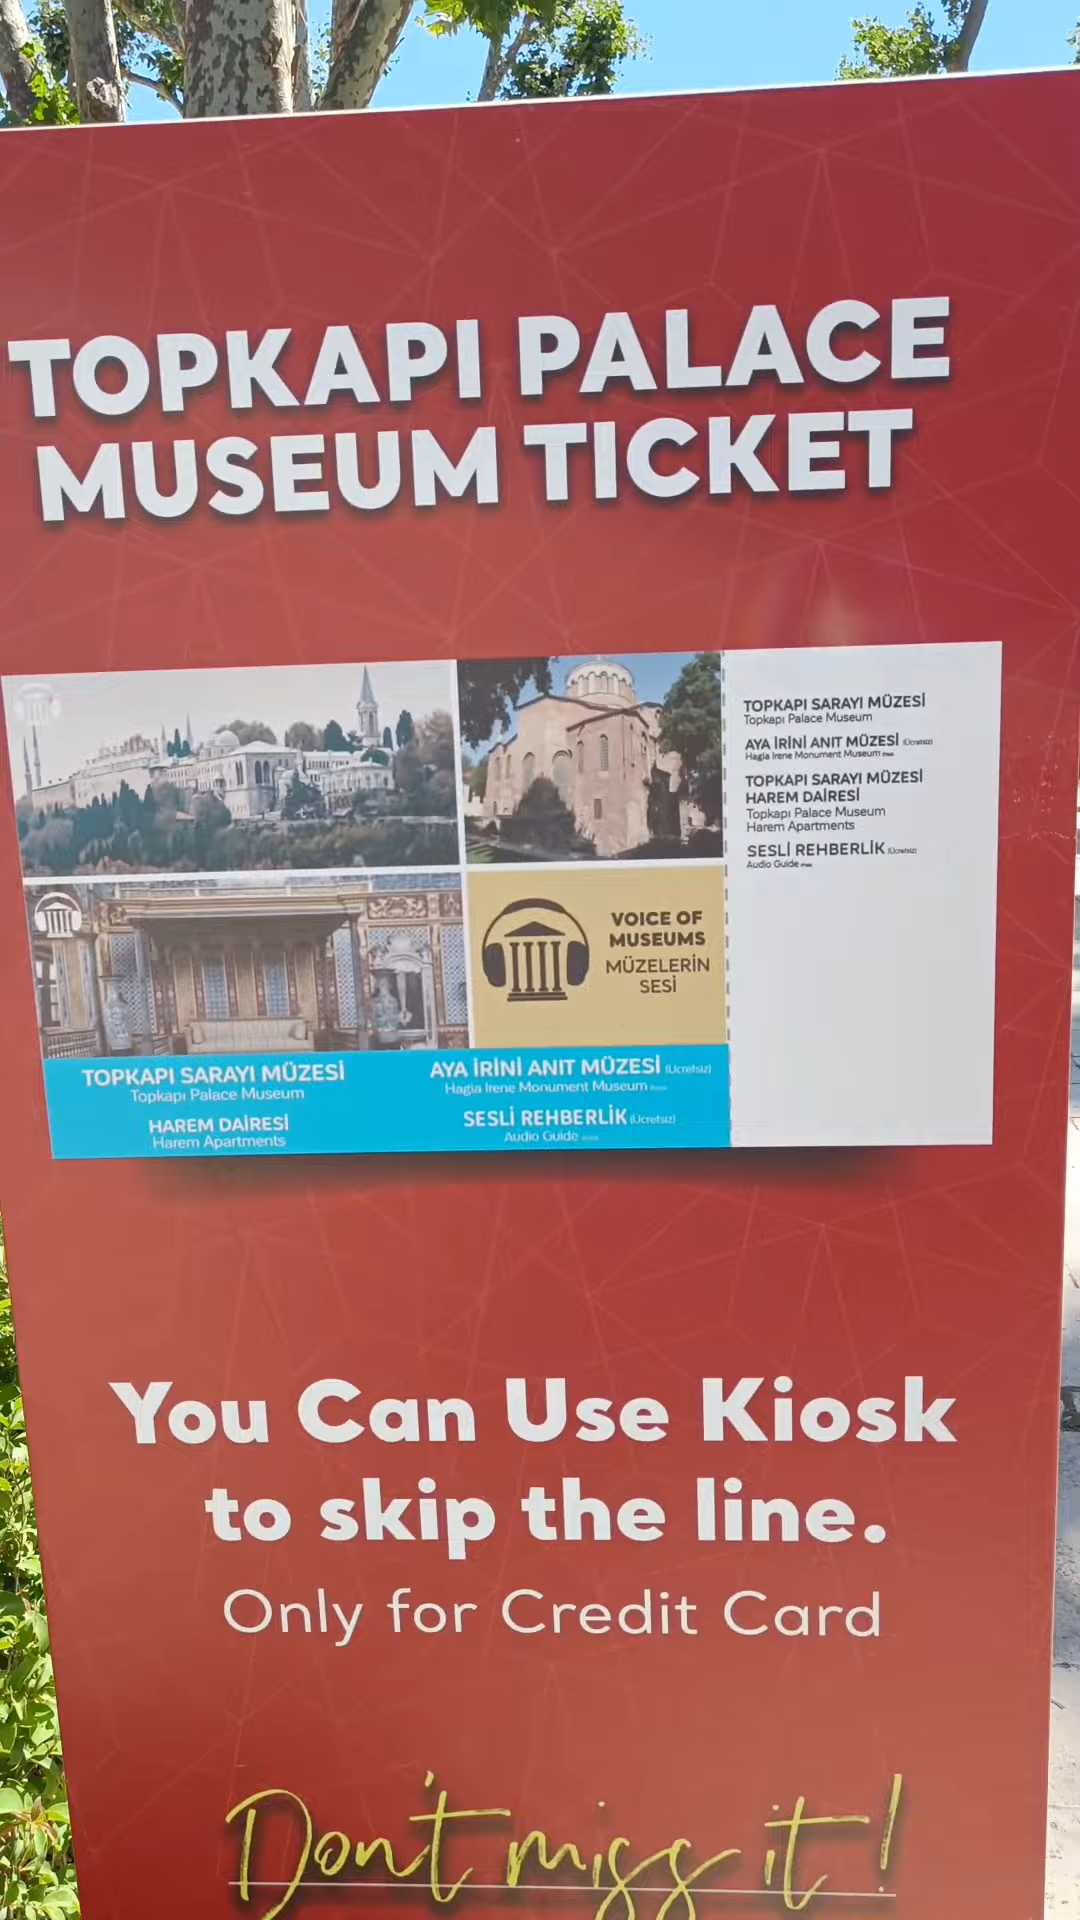 TOPKAPI PALACE
MUSEUM TICKET
VOICE OF
MUSEUMS
MÜZELERİN
SESİ
TOPKAPI SARAYI MÜZESİ
Topkapı Palace Museum
HAREM DAİRESİ
Harem Apartments
AYA İRİNİ ANIT MÜZESİ (Ücretsiz)
Hagia Irene Monument Museum
SESLİ REHBERLİK (Ücretsiz)
Audio Guide
TOPKAPI SARAYI MÜZESİ
Topkapı Palace Museum
AYA İRİNİ ANIT MÜZESİ (Ücretsiz)
Hagia Irene Monument Museum
TOPKAPI SARAYI MÜZESİ
HAREM DAİRESİ
Topkapı Palace Museum
Harem Apartments
SESLİ REHBERLİK (Ücretsiz)
Audio Guide
You Can Use Kiosk
to skip the line.
Only for Credit Card
Don't miss it!